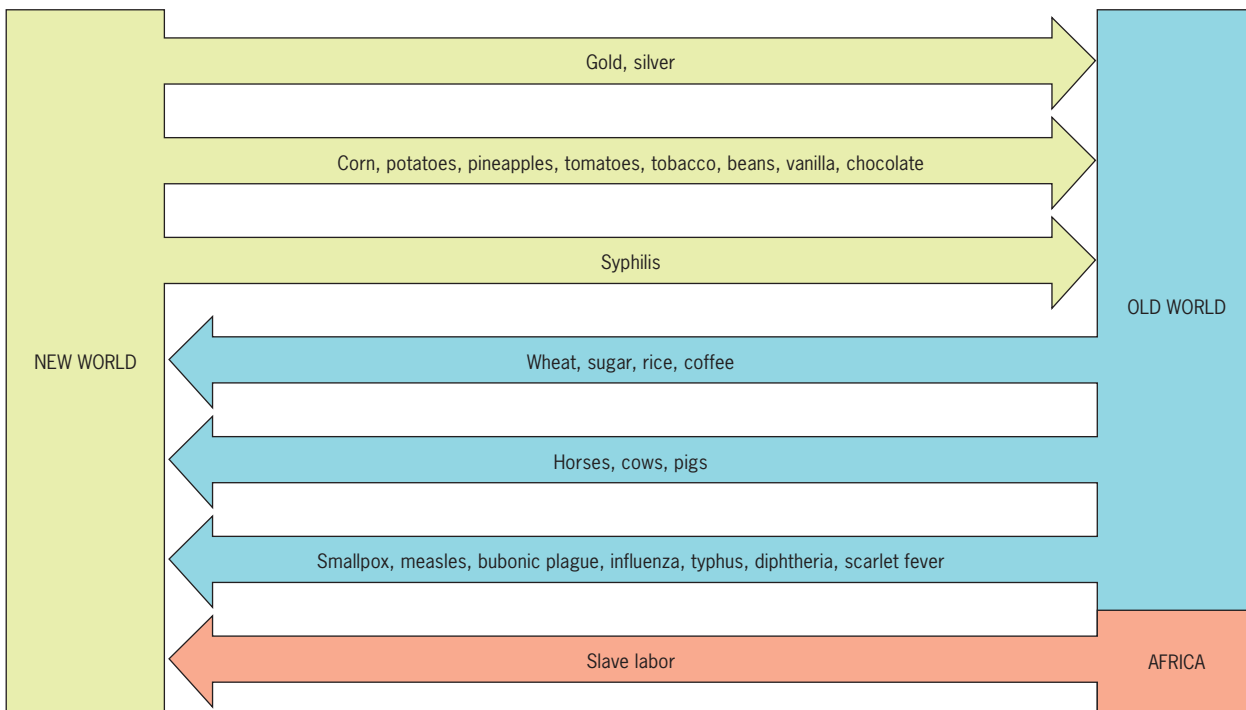 Gold, silver
Corn, potatoes, pineapples, tomatoes, tobacco, beans, vanilla, chocolate
Syphilis
OLD WORLD
NEW WORLD
Wheat, sugar, rice, coffee
Horses, cows, pigs
Smallpox, measles, bubonic plague, influenza, typhus, diphtheria, scarlet fever
Slave labor
AFRICA